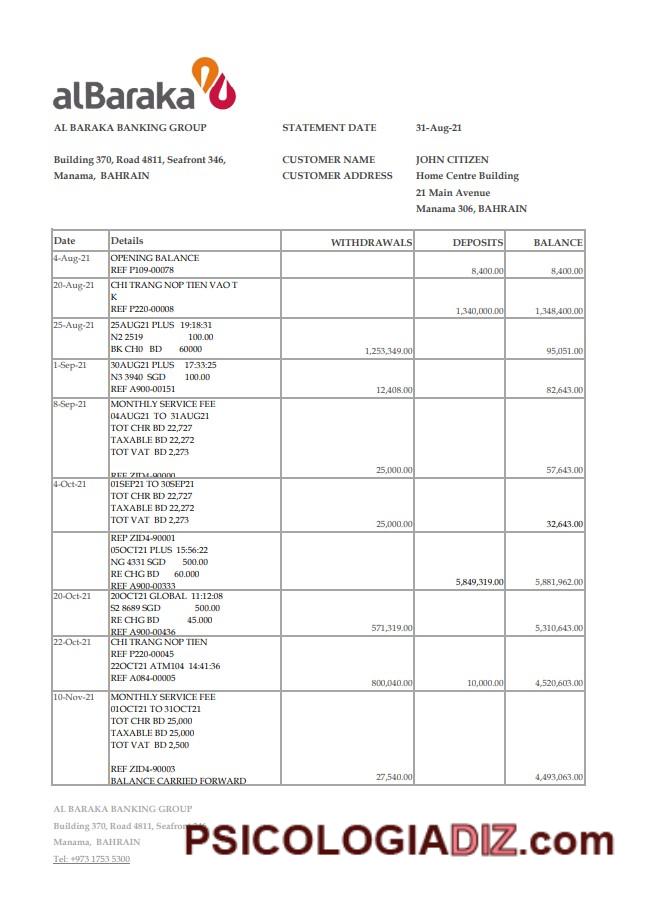 alBaraka
AL BARAKA BANKING GROUP
STATEMENT DATE 31-Aug-21
Building 370, Road 4811, Seafront 346, CUSTOMER NAME JOHN CITIZEN
Manama, BAHRAIN CUSTOMER ADDRESS Home Centre Building
21 Main Avenue
Manama 306, BAHRAIN
Date Details WITHDRAWALS DEPOSITS BALANCE
4-Aug-21 OPENING BALANCE
REF P109-00078 8,400.00 8,400.00
20-Aug-21 CHI TRANG NOP TIEN VAO T
K
REF P220-00008 1,340,000.00 1,348,400.00
25-Aug-21 25AUG21 PLUS 19:18:31
N2 2519 100.00
BK CH0 BD 60000 1,253,349.00 95,051.00
1-Sep-21 30AUG21 PLUS 17:33:25
N3 3940 SGD 100.00
REF A900-00151 12,408.00 82,643.00
8-Sep-21 MONTHLY SERVICE FEE
04AUG21 TO 31AUG21
TOT CHR BD 22,727
TAXABLE BD 22,272
TOT VAT BD 2,273
REF ZID4-90000 25,000.00 57,643.00
4-Oct-21 01SEP21 TO 30SEP21
TOT CHR BD 22,727
TAXABLE BD 22,272
TOT VAT BD 2,273 25,000.00 32,643.00
REP ZID4-90001
05OCT21 PLUS 15:56:22
NG 4331 SGD 500.00
RE CHG BD 60.000
REF A900-00333 5,849,319.00 5,881,962.00
20-Oct-21 20OCT21 GLOBAL 11:12:08
S2 8689 SGD 500.00
RE CHG BD 45.000
REF A900-00436 571,319.00 5,310,643.00
22-Oct-21 CHI TRANG NOP TIEN
REF P220-00045
22OCT21 ATM104 14:41:36
REF A084-00005 800,040.00 10,000.00 4,520,603.00
10-Nov-21 MONTHLY SERVICE FEE
01OCT21 TO 31OCT21
TOT CHR BD 25,000
TAXABLE BD 25,000
TOT VAT BD 2,500
REF ZID4-90003
BALANCE CARRIED FORWARD 27,540.00 4,493,063.00
AL BARAKA BANKING GROUP
Building 370, Road 4811, Seafront 346,
Manama, BAHRAIN
Tel: +973 1753 5300
PSICOLOGIADIZ.com